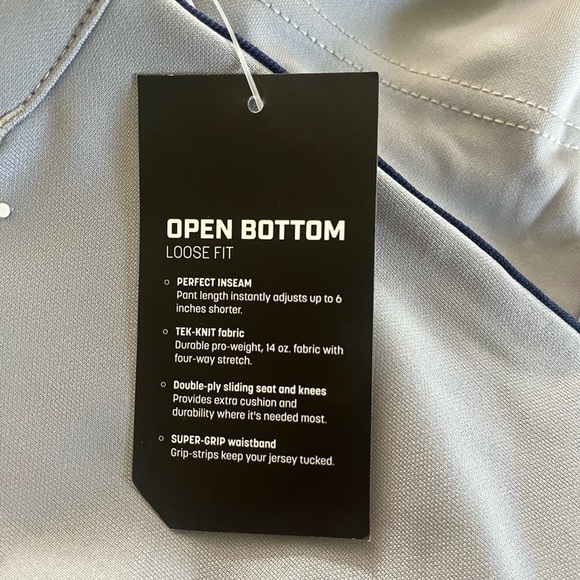 OPEN BOTTOM
LOOSE FIT
PERFECT INSEAM
Pant length instantly adjusts up to 6
inches shorter.
TEK-KNIT fabric
Durable pro-weight, 14 oz. fabric with
four-way stretch.
Double-ply sliding seat and knees
Provides extra cushion and
durability where it's needed most.
SUPER-GRIP waistband
Grip-strips keep your jersey tucked.